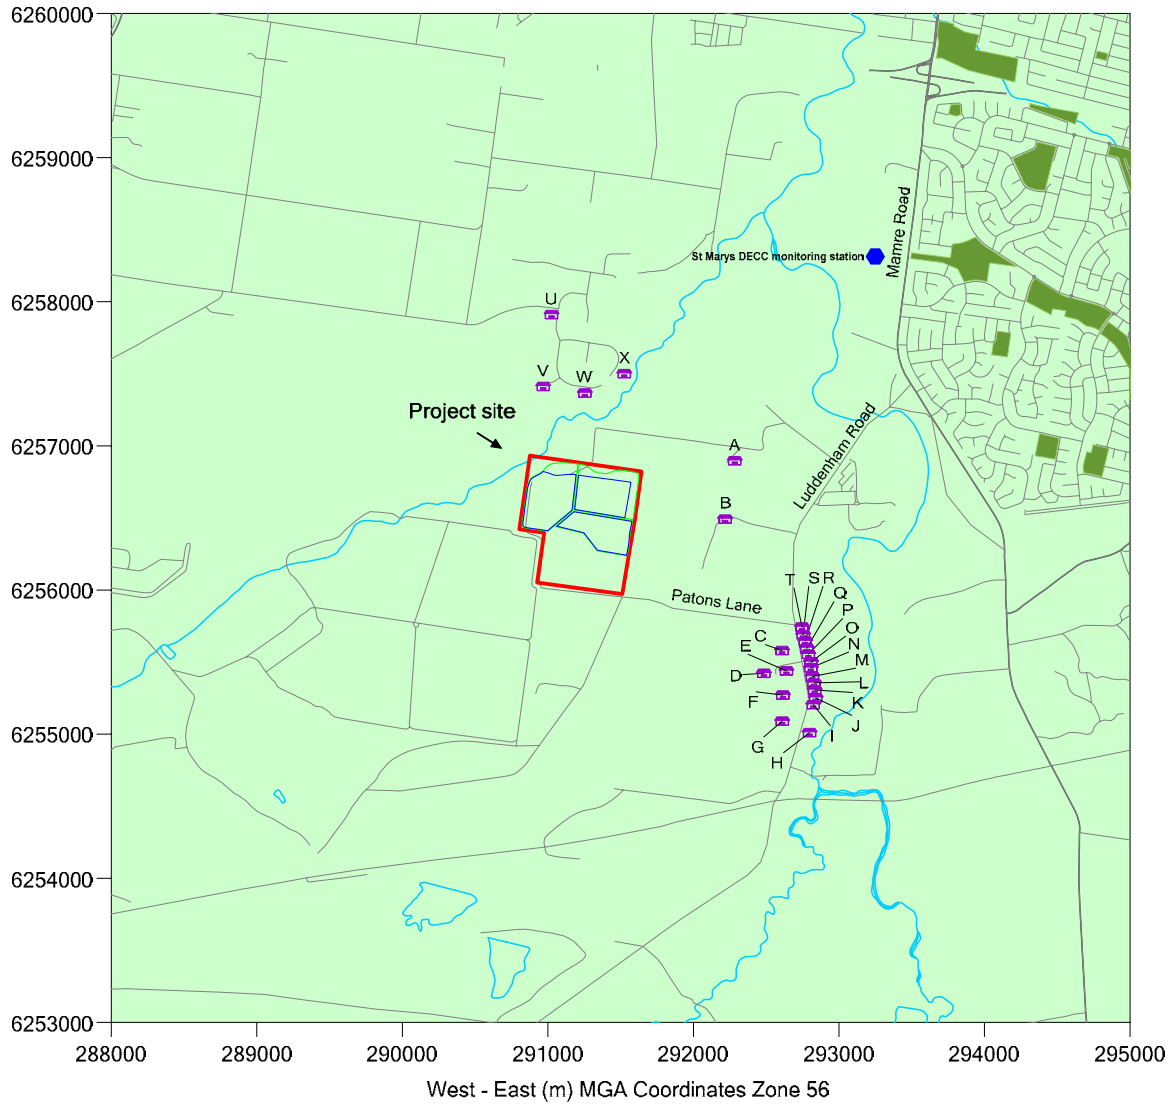 6260000
6259000
Mamre Road
St Marys DECC monitoring station
6258000
U
X
V
W
Project site
Luddenham Road
6257000
A
B
6256000
Patons Lane
T
S
R
Q
P
O
N
M
L
K
J
I
C
E
D
F
G
H
6255000
6254000
6253000
288000
289000
290000
291000
292000
293000
294000
295000
West - East (m) MGA Coordinates Zone 56